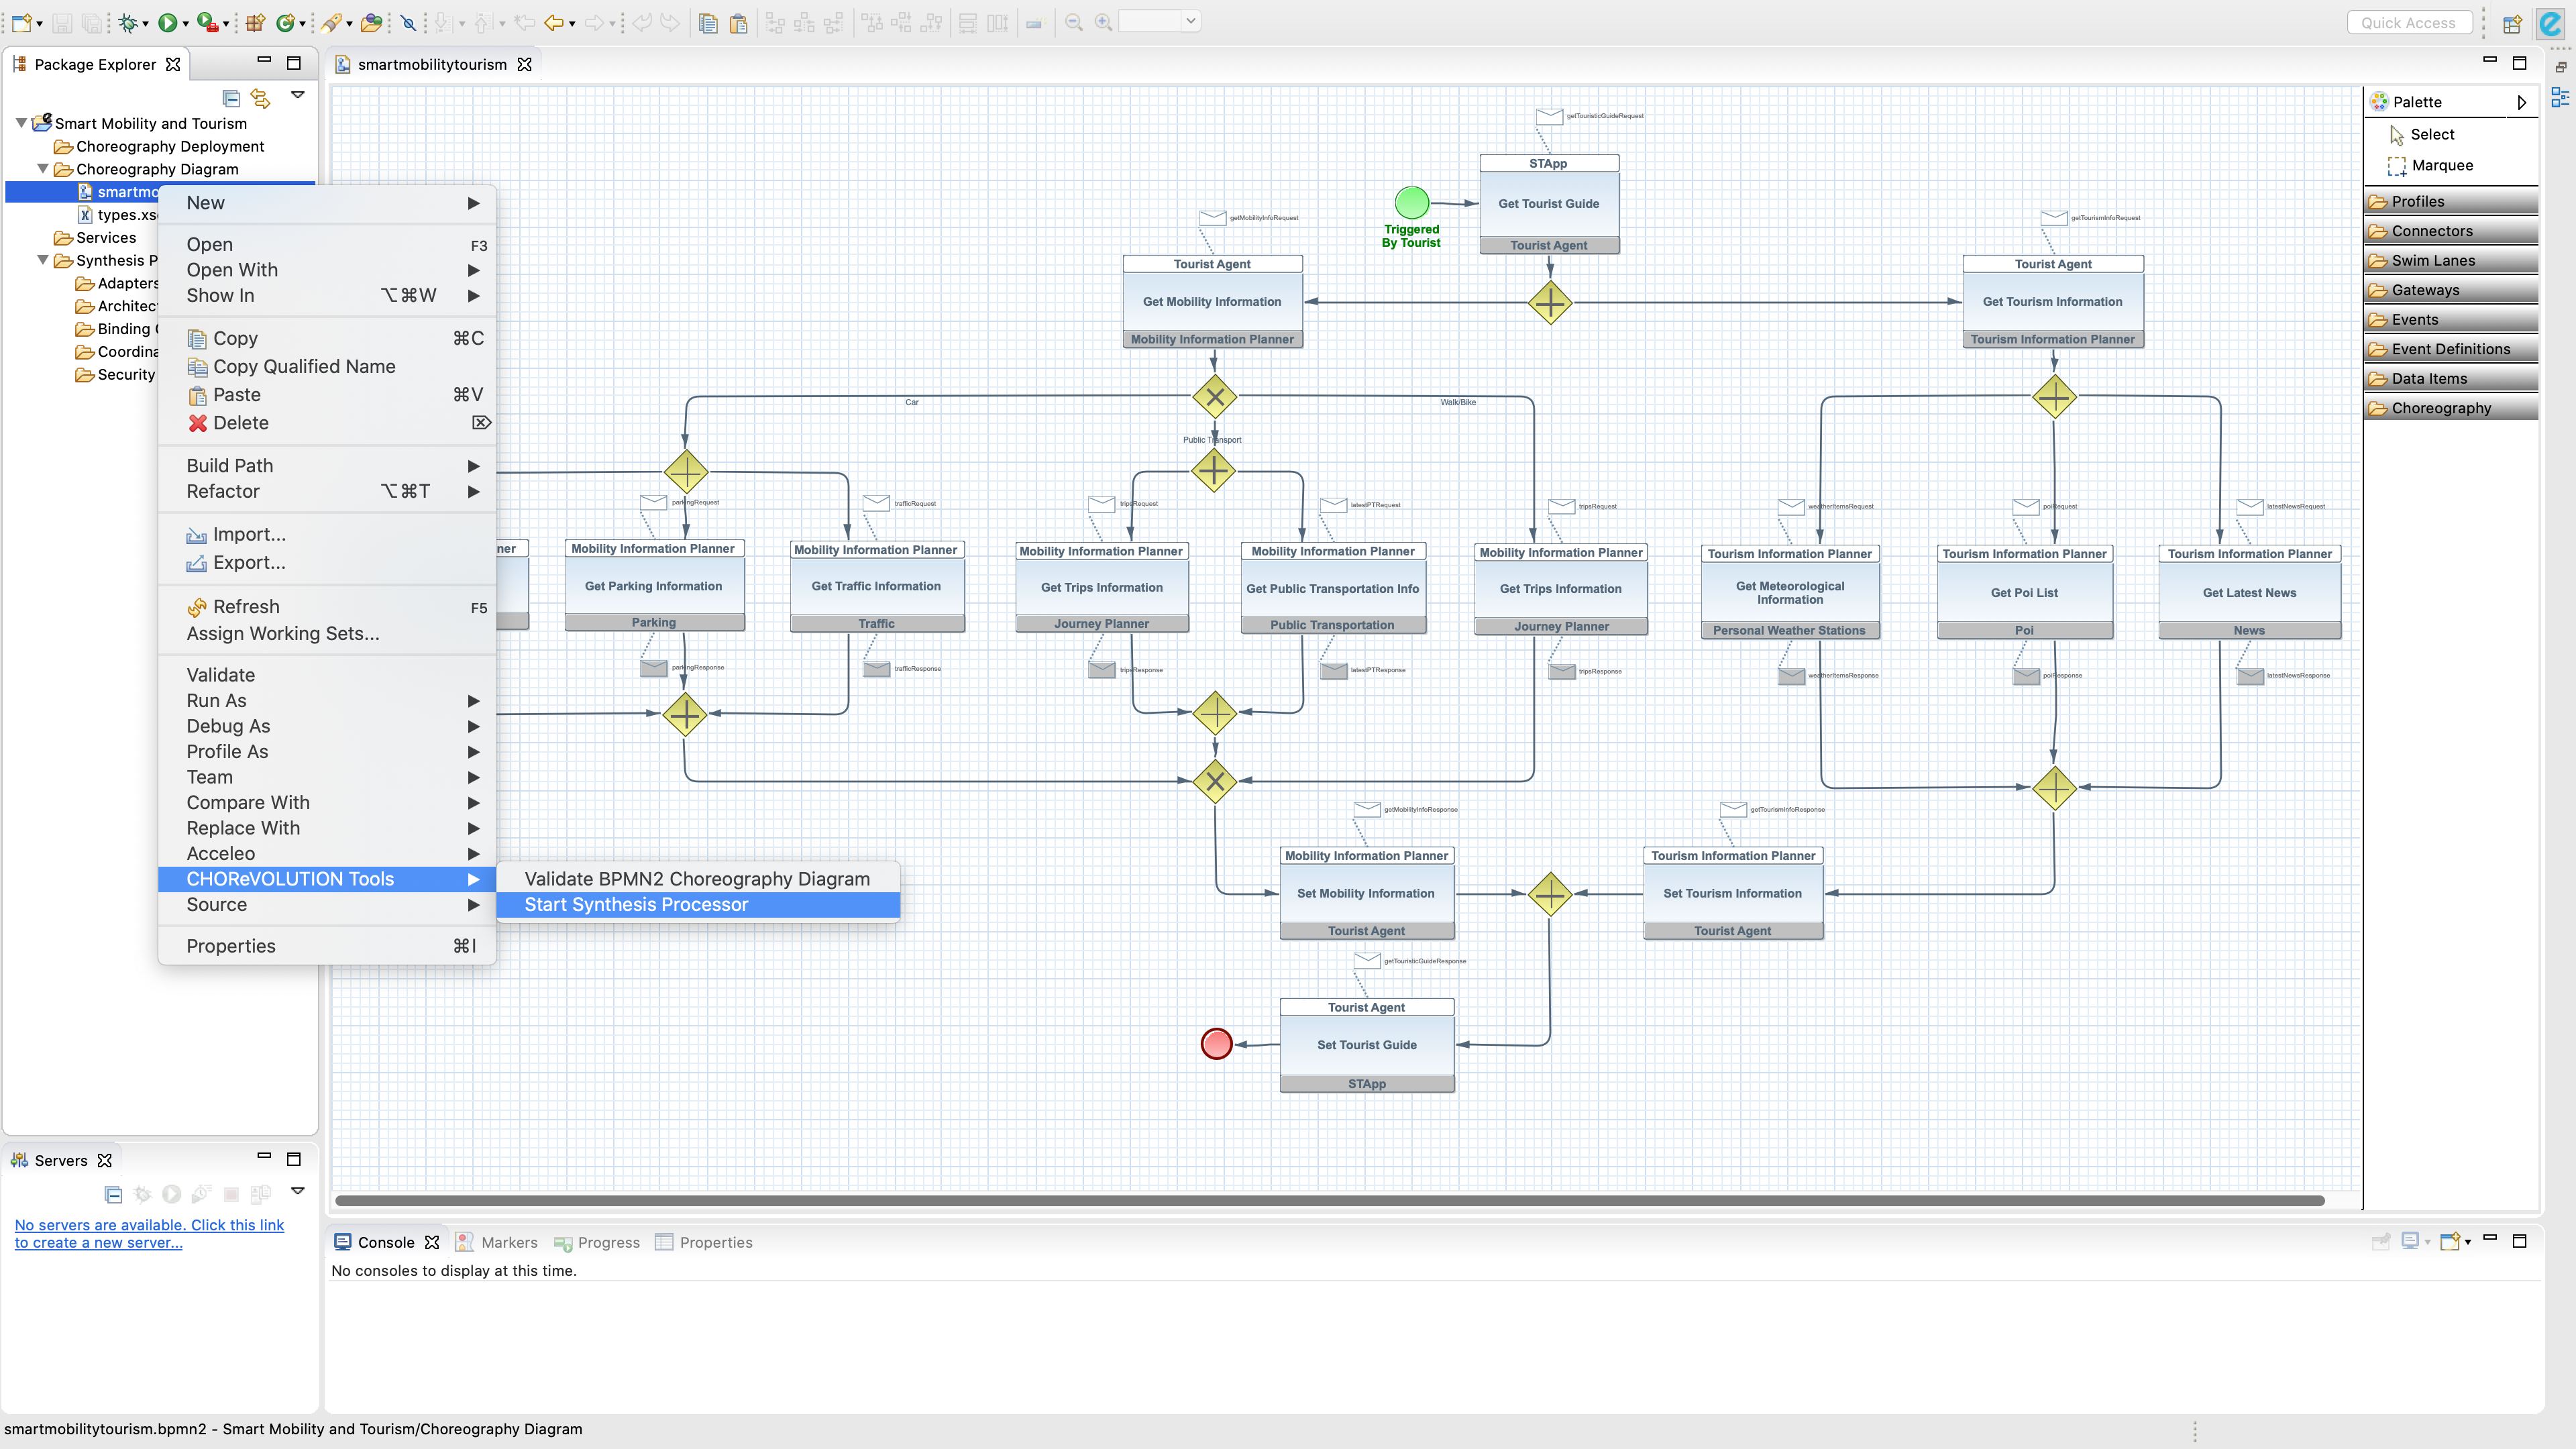 Quick Access
Package Explorer
smartmobilitytourism
Smart Mobility and Tourism
Choreography Deployment
Choreography Diagram
smartmo
types.xs
Services
Synthesis P
Adapters
Architec
Binding
Coordina
Security
New
Open F3
Open With
Show In ⌥⌘W
Copy ⌘C
Copy Qualified Name
Paste ⌘V
Delete ⌦
Build Path
Refactor ⌥⌘T
Import...
Export...
Refresh F5
Assign Working Sets...
Validate
Run As
Debug As
Profile As
Team
Compare With
Replace With
Acceleo
CHOReVOLUTION Tools
Source
Properties ⌘I
Validate BPMN2 Choreography Diagram
Start Synthesis Processor
getTouristicGuideRequest
STApp
Get Tourist Guide
Tourist Agent
Triggered
By Tourist
getMobilityInfoRequest
Tourist Agent
Get Mobility Information
Mobility Information Planner
getTourismInfoRequest
Tourist Agent
Get Tourism Information
Tourism Information Planner
Car
Walk/Bike
Public Transport
ner
parkingRequest
Mobility Information Planner
Get Parking Information
Parking
parkingResponse
trafficRequest
Mobility Information Planner
Get Traffic Information
Traffic
trafficResponse
tripsRequest
Mobility Information Planner
Get Trips Information
Journey Planner
tripsResponse
latestPTRequest
Mobility Information Planner
Get Public Transportation Info
Public Transportation
latestPTResponse
tripsRequest
Mobility Information Planner
Get Trips Information
Journey Planner
tripsResponse
weatherItemsRequest
Tourism Information Planner
Get Meteorological
Information
Personal Weather Stations
weatherItemsResponse
poiRequest
Tourism Information Planner
Get Poi List
Poi
poiResponse
latestNewsRequest
Tourism Information Planner
Get Latest News
News
latestNewsResponse
getMobilityInfoResponse
Mobility Information Planner
Set Mobility Information
Tourist Agent
getTourismInfoResponse
Tourism Information Planner
Set Tourism Information
Tourist Agent
getTouristicGuideResponse
Tourist Agent
Set Tourist Guide
STApp
Palette
Select
Marquee
Profiles
Connectors
Swim Lanes
Gateways
Events
Event Definitions
Data Items
Choreography
Servers
No servers are available. Click this link
to create a new server...
Console Markers Progress Properties
No consoles to display at this time.
smartmobilitytourism.bpmn2 - Smart Mobility and Tourism/Choreography Diagram